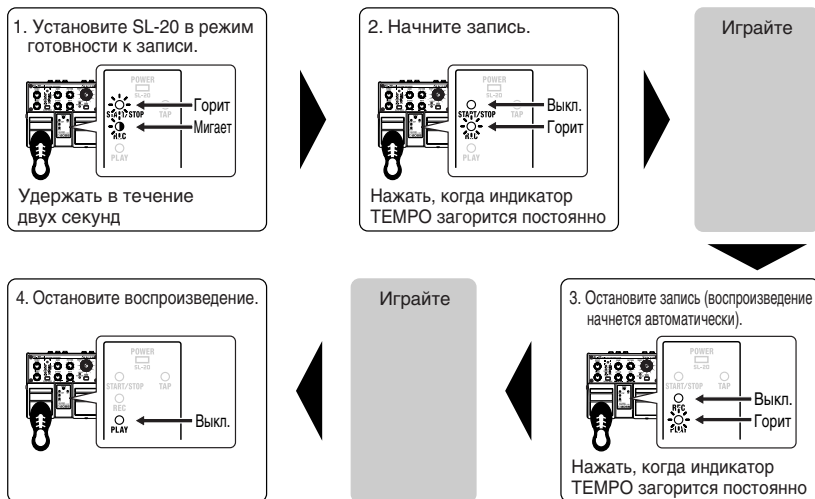 1. Установите SL-20 в режим
готовности к записи.
POWER
SL-20
Горит
START/STOP
TAP
Мигает
REC
PLAY
Удержать в течение
двух секунд
2. Начните запись.
POWER
SL-20
Выкл.
START/STOP
TAP
Горит
REC
PLAY
Нажать, когда индикатор
TEMPO загорится постоянно
Играйте
3. Остановите запись (воспроизведение
начнется автоматически).
POWER
SL-20
START/STOP
TAP
Выкл.
REC
Горит
PLAY
Нажать, когда индикатор
TEMPO загорится постоянно
Играйте
4. Остановите воспроизведение.
POWER
SL-20
START/STOP
TAP
REC
Выкл.
PLAY